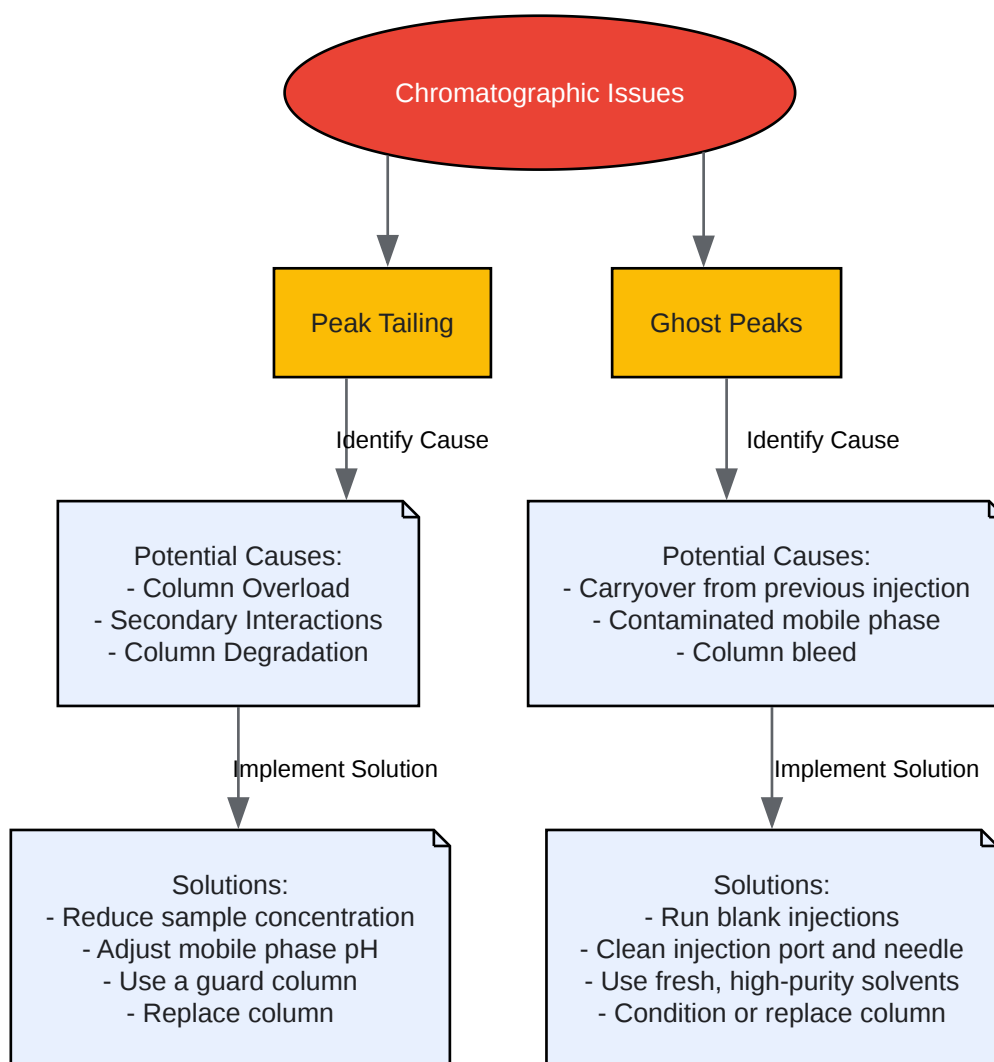 Chromatographic Issues
Peak Tailing
Ghost Peaks
Identify Cause
Identify Cause
Potential Causes:
- Column Overload
- Secondary Interactions
- Column Degradation
Potential Causes:
- Carryover from previous injection
- Contaminated mobile phase
- Column bleed
Implement Solution
Implement Solution
Solutions:
- Reduce sample concentration
- Adjust mobile phase pH
- Use a guard column
- Replace column
Solutions:
- Run blank injections
- Clean injection port and needle
- Use fresh, high-purity solvents
- Condition or replace column